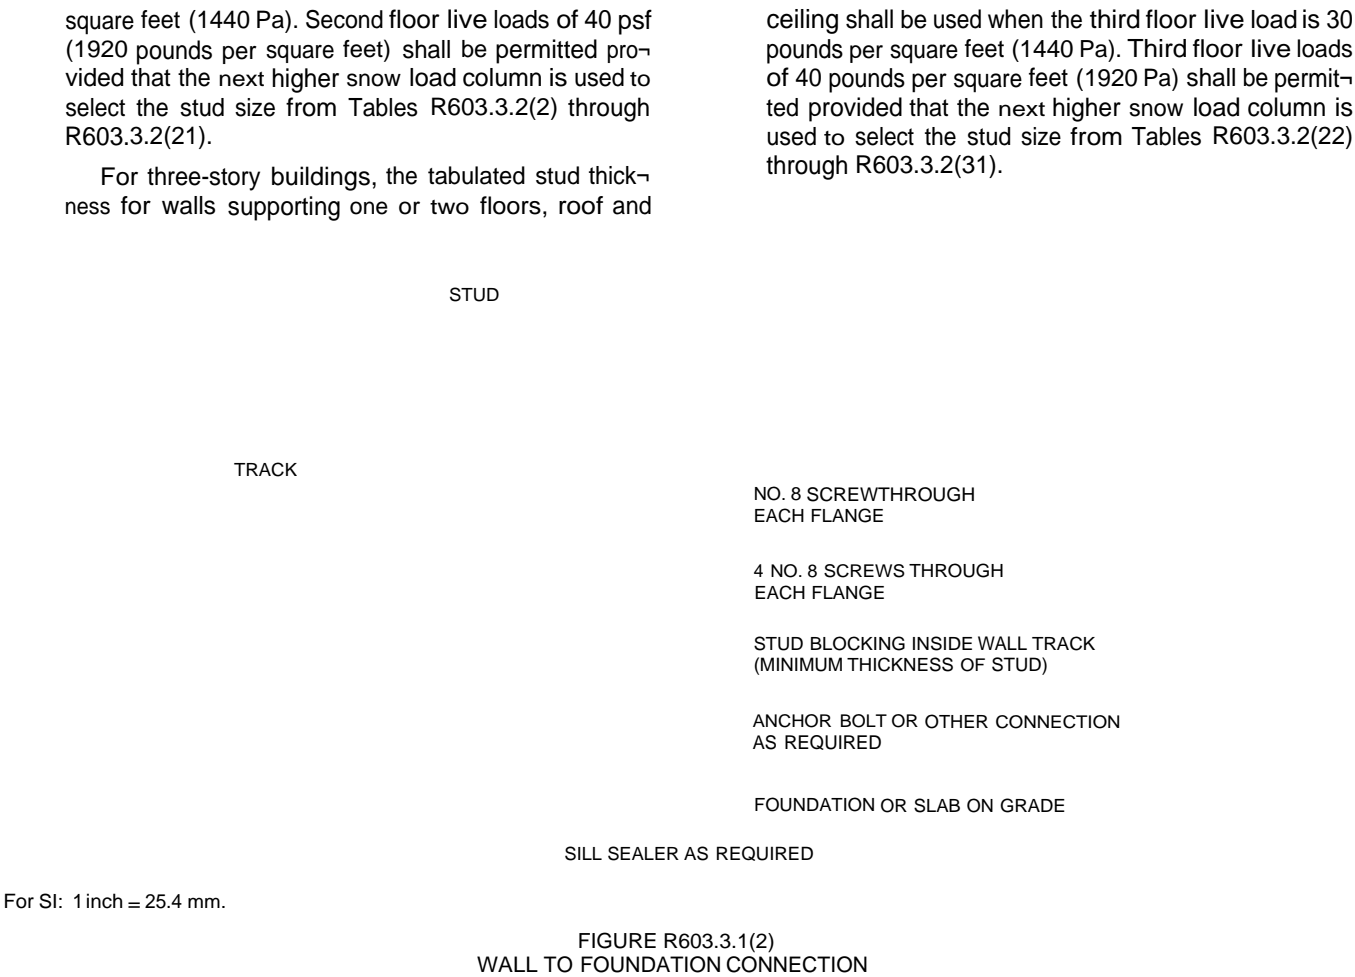 square feet (1440 Pa). Second floor live loads of 40 psf
(1920 pounds per square feet) shall be permitted pro¬
vided that the next higher snow load column is used to
select the stud size from Tables R603.3.2(2) through
R603.3.2(21).
For three-story buildings, the tabulated stud thick¬
ness for walls supporting one or two floors, roof and
ceiling shall be used when the third floor live load is 30
pounds per square feet (1440 Pa). Third floor live loads
of 40 pounds per square feet (1920 Pa) shall be permit¬
ted provided that the next higher snow load column is
used to select the stud size from Tables R603.3.2(22)
through R603.3.2(31).
STUD
TRACK
NO. 8 SCREWTHROUGH
EACH FLANGE
4 NO. 8 SCREWS THROUGH
EACH FLANGE
STUD BLOCKING INSIDE WALL TRACK
(MINIMUM THICKNESS OF STUD)
ANCHOR BOLT OR OTHER CONNECTION
AS REQUIRED
FOUNDATION OR SLAB ON GRADE
SILL SEALER AS REQUIRED
For SI: 1 inch = 25.4 mm.
FIGURE R603.3.1(2)
WALL TO FOUNDATION CONNECTION